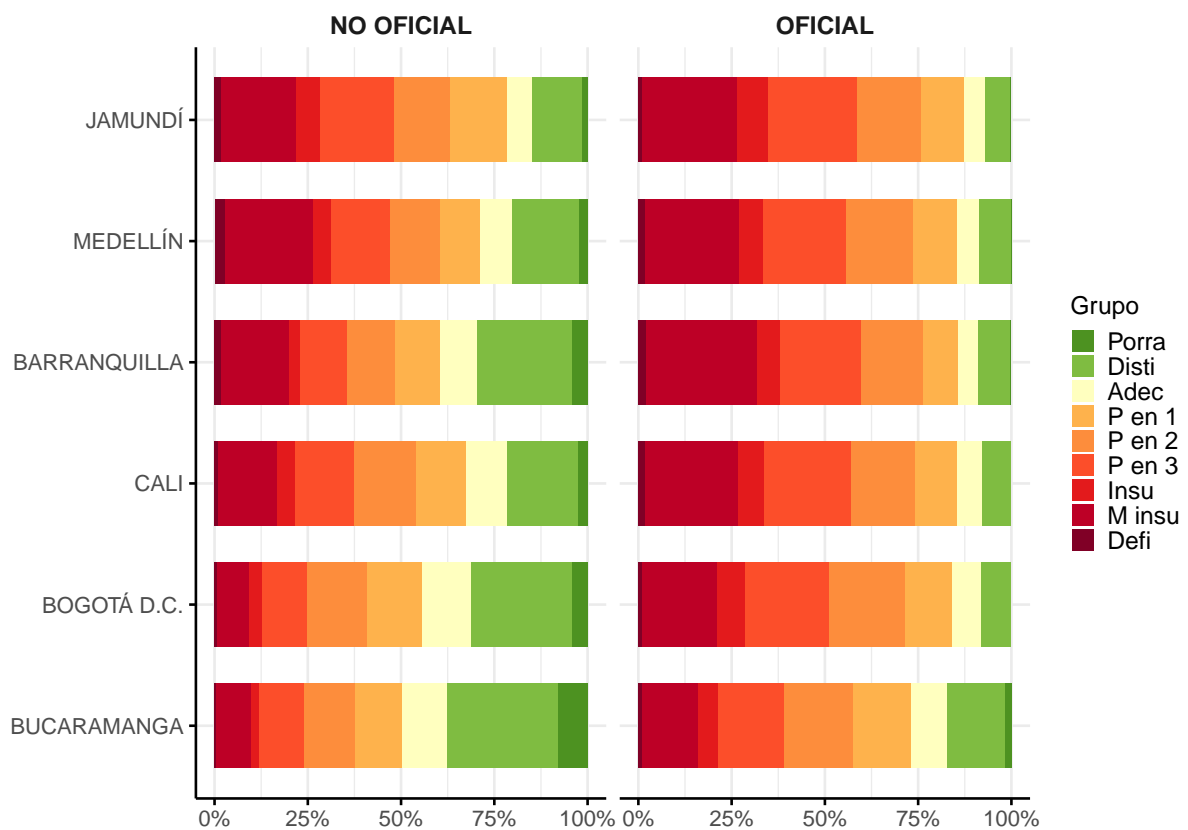 NO OFICIAL
OFICIAL
JAMUNDÍ
MEDELLÍN
BARRANQUILLA
CALI
BOGOTÁ D.C.
BUCARAMANGA
0%
25%
50%
75%
100%
0%
25%
50%
75%
100%
Grupo
Porra
Disti
Adec
P en 1
P en 2
P en 3
Insu
M insu
Defi